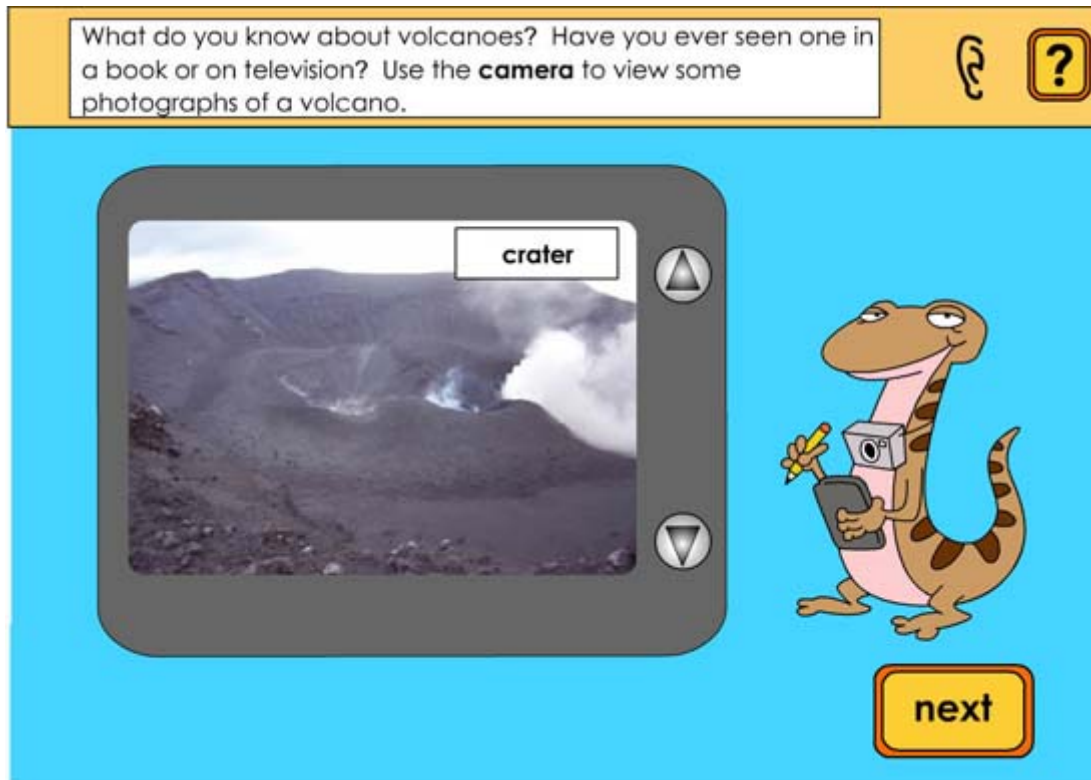 What do you know about volcanoes? Have you ever seen one in
a book or on television? Use the camera to view some
photographs of a volcano.
?
crater
next